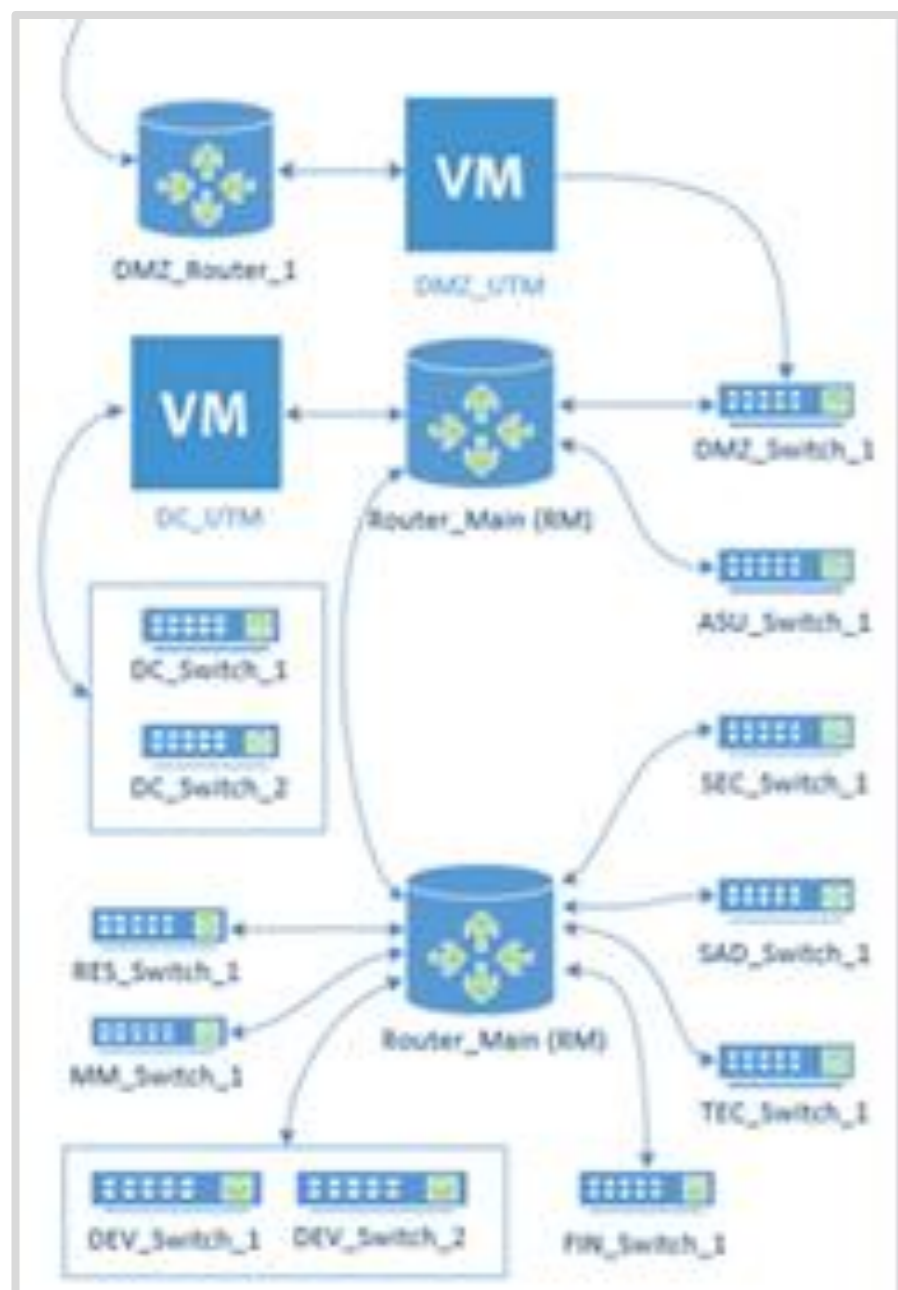 VM
DMZ_Router_1
DMZ_UTM
VM
DMZ_Switch_1
DC_UTM
Router_Main (RM)
ASU_Switch_1
DC_Switch_1
SEC_Switch_1
DC_Switch_2
SAD_Switch_1
RES_Switch_1
Router_Main (RM)
MM_Switch_1
TEC_Switch_1
DEV_Switch_1
DEV_Switch_2
FIN_Switch_1